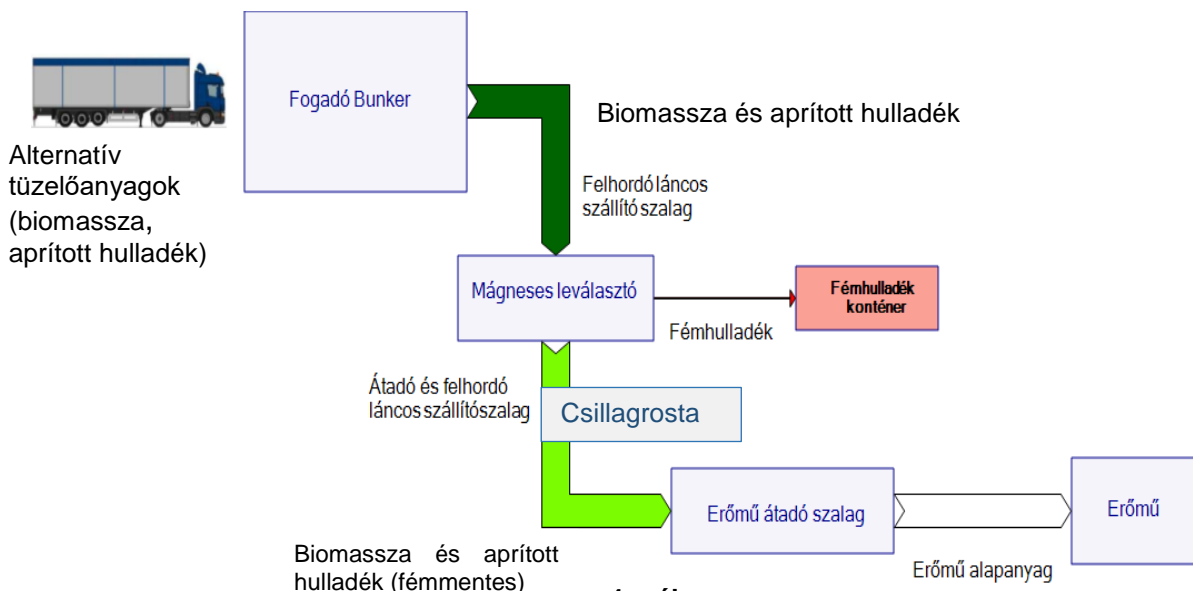 Fogadó Bunker
Biomassza és aprított hulladék
Alternatív
tüzelőanyagok
(biomassza,
aprított hulladék)
Felhordó láncos
szállító szalag
Mágneses leválasztó
Fémhulladék
konténer
Fémhulladék
Átadó és felhordó
láncos szállítószalag
Csillagrosta
Erőmű átadó szalag
Erőmű
Biomassza és aprított
hulladék (fémmentes)
Erőmű alapanyag